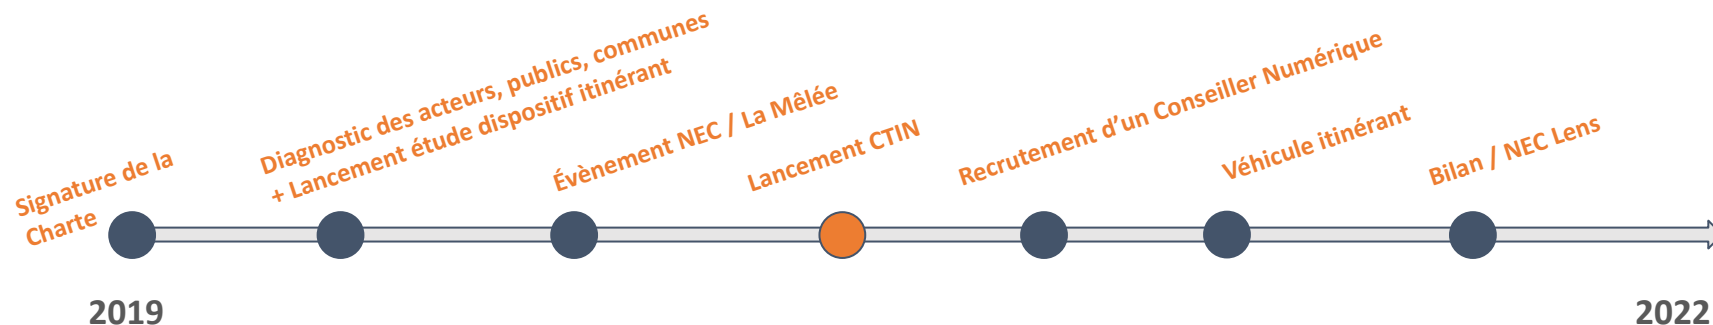 Signature de la
Charte
Diagnostic des acteurs, publics, communes
+ Lancement étude dispositif itinérant
Évènement NEC / La Mêlée
Lancement CTIN
Recrutement d’un Conseiller Numérique
Véhicule itinérant
Bilan / NEC Lens
2019
2022